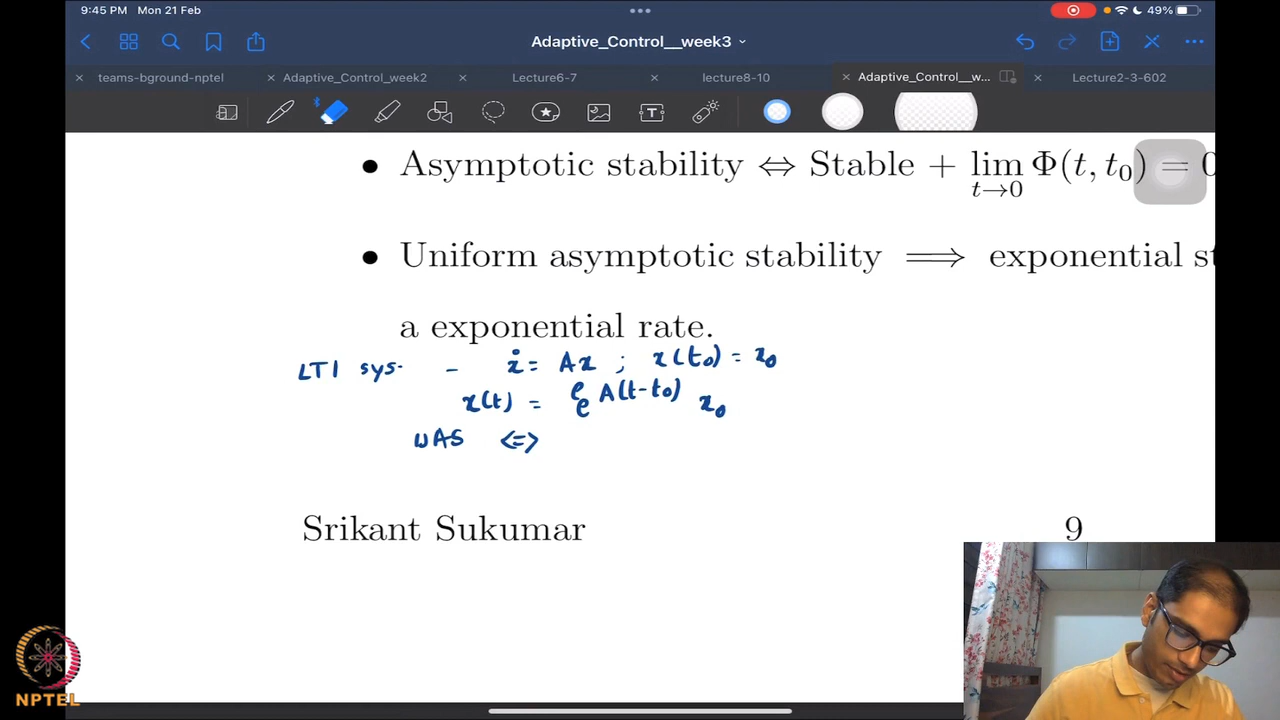 9:45 PM Mon 21 Feb
49%
Adaptive_Control__week3
teams-bground-nptel
Adaptive_Control_week2
Lecture6-7
lecture8-10
Adaptive_Control__w...
Lecture2-3-602
• Asymptotic stability ⇔ Stable + lim t→0 Φ(t, t₀) = 0
• Uniform asymptotic stability ⟹ exponential st
a exponential rate.
LTI sys. - ẋ = Ax ; x(t₀) = x₀
x(t) = e^{A(t-t₀)} x₀
UAS <=>
Srikant Sukumar 9
NPTEL